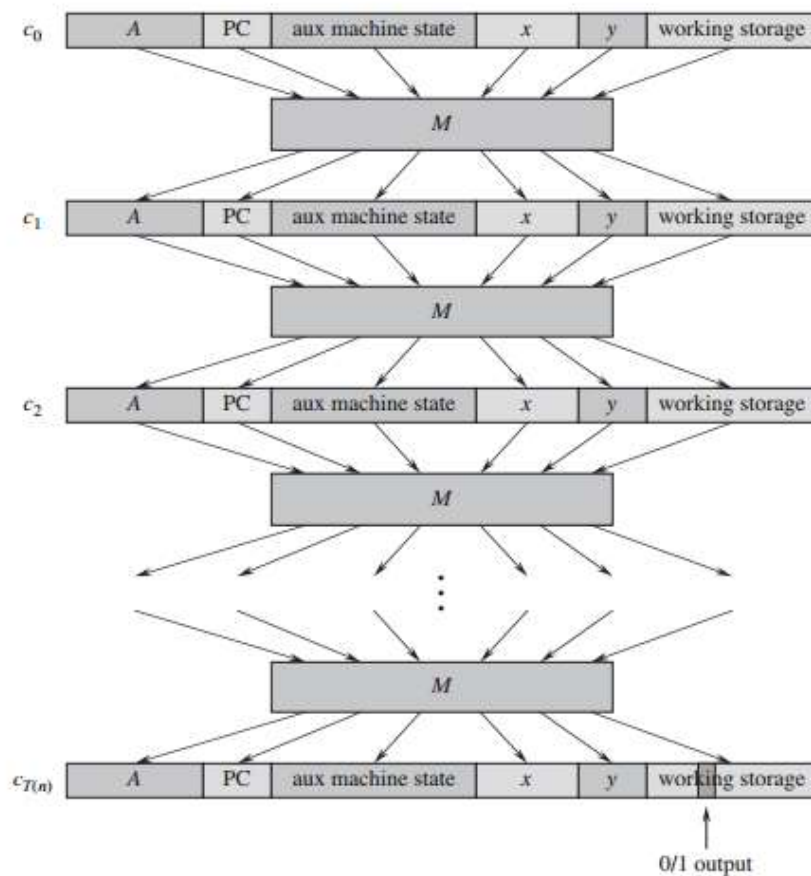 c0 A PC aux machine state x y working storage
M
c1 A PC aux machine state x y working storage
M
c2 A PC aux machine state x y working storage
M
⋮
M
cT(n) A PC aux machine state x y working storage
0/1 output